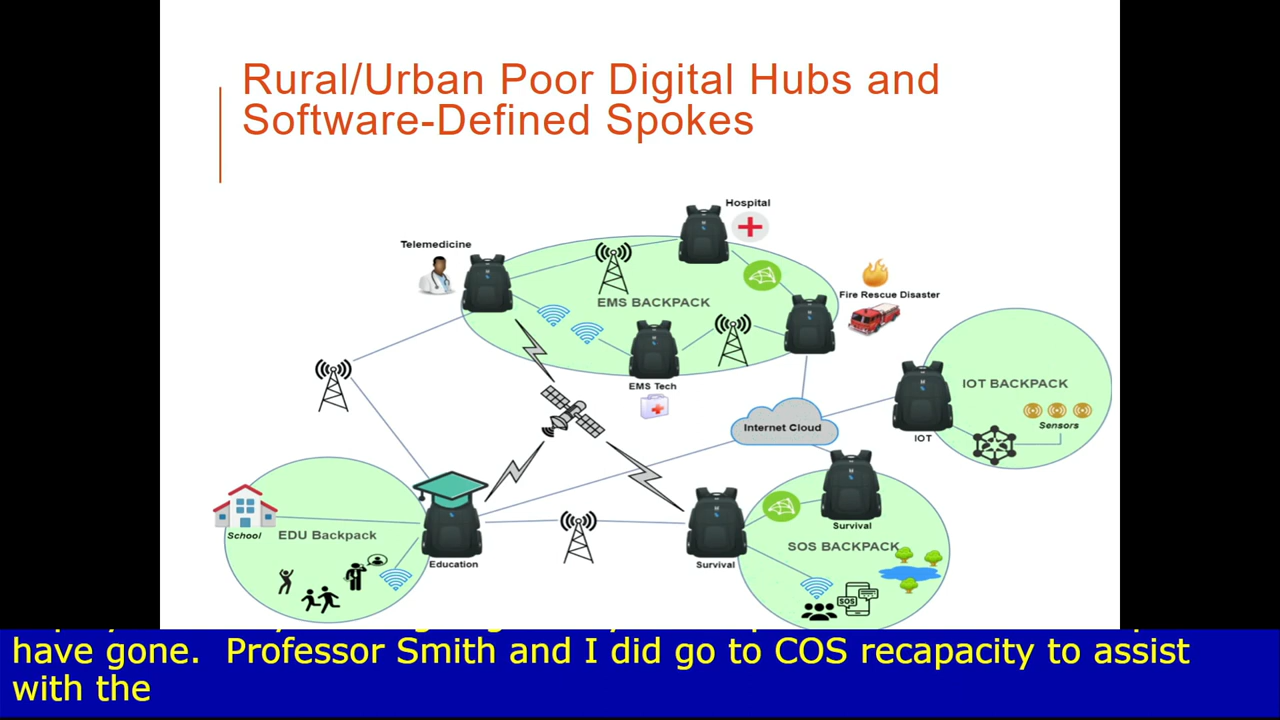 Rural/Urban Poor Digital Hubs and
Software-Defined Spokes
Hospital
Telemedicine
Fire Rescue Disaster
EMS BACKPACK
EMS Tech
IOT BACKPACK
Sensors
Internet Cloud
IOT
Survival
School
EDU Backpack
SOS BACKPACK
Education
Survival
SOS
have gone.  Professor Smith and I did go to COS recapacity to assist
with the